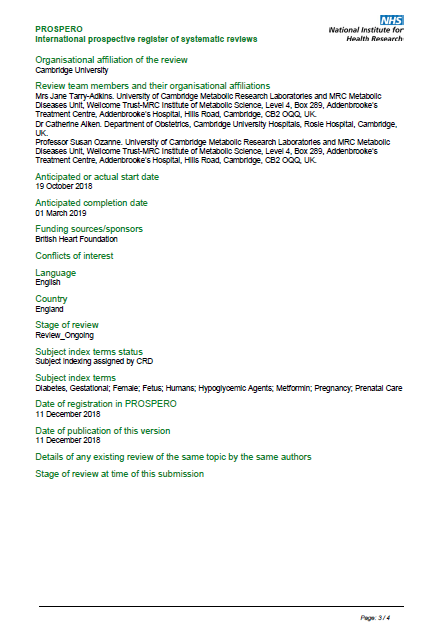 PROSPERO
International prospective register of systematic reviews
NHS
National Institute for
Health Research
Organisational affiliation of the review
Cambridge University
Review team members and their organisational affiliations
Mrs Jane Tarry-Adkins. University of Cambridge Metabolic Research Laboratories and MRC Metabolic
Diseases Unit, Wellcome Trust-MRC Institute of Metabolic Science, Level 4, Box 289, Addenbrooke's
Treatment Centre, Addenbrooke's Hospital, Hills Road, Cambridge, CB2 OQQ, UK.
Dr Catherine Aiken. Department of Obstetrics, Cambridge University Hospitals, Rosie Hospital, Cambridge,
UK.
Professor Susan Ozanne. University of Cambridge Metabolic Research Laboratories and MRC Metabolic
Diseases Unit, Wellcome Trust-MRC Institute of Metabolic Science, Level 4, Box 289, Addenbrooke's
Treatment Centre, Addenbrooke's Hospital, Hills Road, Cambridge, CB2 OQQ, UK.
Anticipated or actual start date
19 October 2018
Anticipated completion date
01 March 2019
Funding sources/sponsors
British Heart Foundation
Conflicts of interest
Language
English
Country
England
Stage of review
Review_Ongoing
Subject index terms status
Subject indexing assigned by CRD
Subject index terms
Diabetes, Gestational; Female; Fetus; Humans; Hypoglycemic Agents; Metformin; Pregnancy; Prenatal Care
Date of registration in PROSPERO
11 December 2018
Date of publication of this version
11 December 2018
Details of any existing review of the same topic by the same authors
Stage of review at time of this submission
Page: 3 / 4